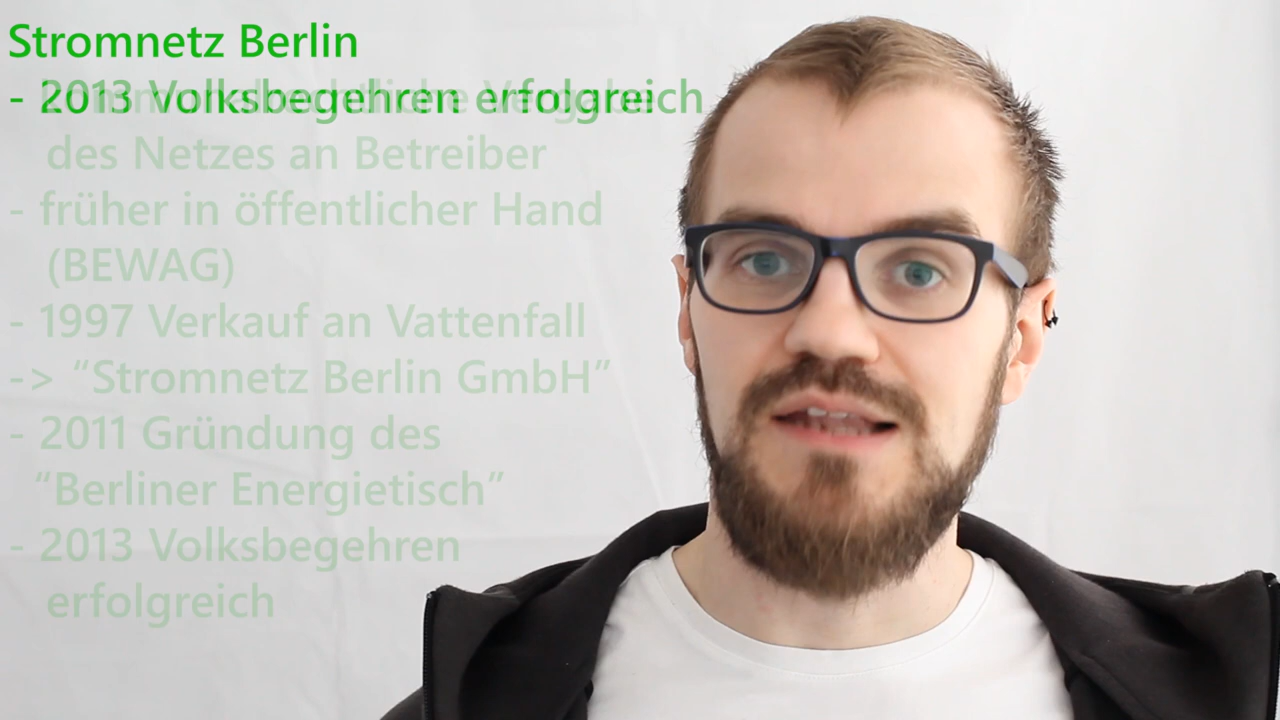 Stromnetz Berlin
- 2013 Volksbegehren erfolgreich
des Netzes an Betreiber
- früher in öffentlicher Hand
(BEWAG)
- 1997 Verkauf an Vattenfall
-> “Stromnetz Berlin GmbH”
- 2011 Gründung des
“Berliner Energietisch”
- 2013 Volksbegehren
erfolgreich